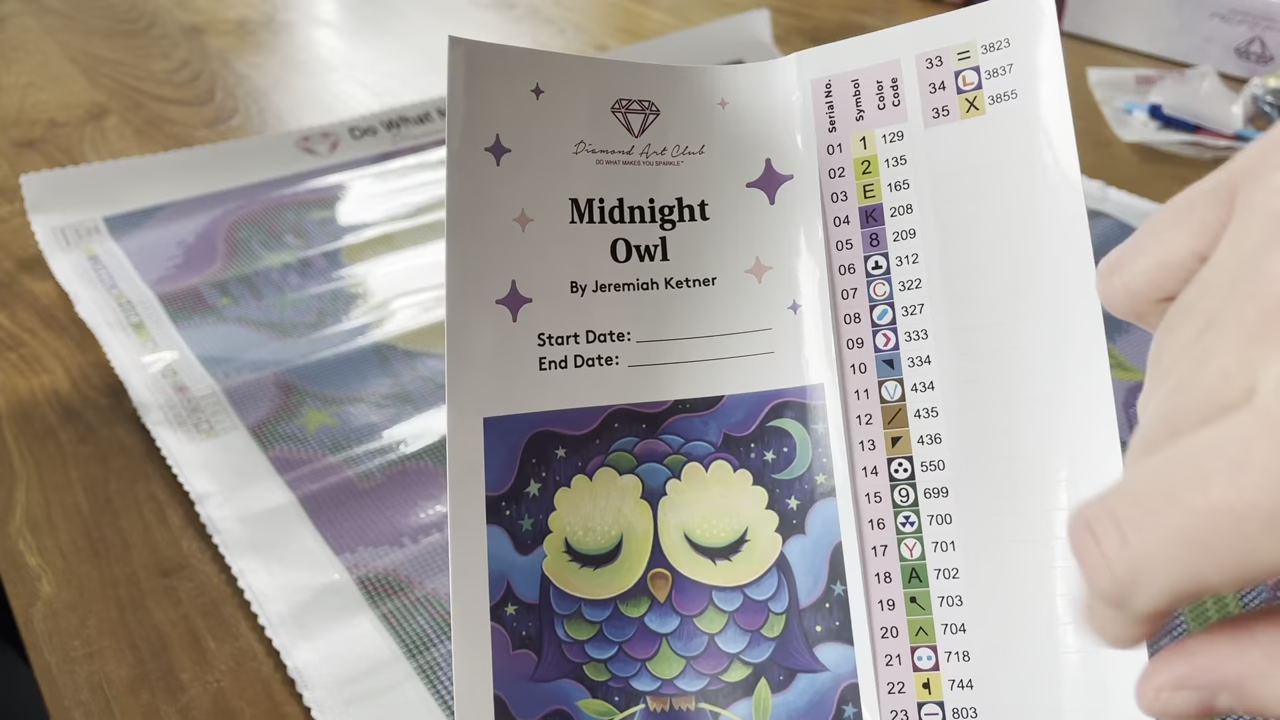 Do What M
Diamond Art Club
DO WHAT MAKES YOU SPARKLE™
Midnight
Owl
By Jeremiah Ketner
Start Date:
End Date:
Serial No. Symbol Color Code
01 1 129
02 2 135
03 E 165
04 K 208
05 8 209
06 312
07 C 322
08 327
09 333
10 334
11 V 434
12 435
13 436
14 550
15 9 699
16 700
17 Y 701
18 A 702
19 703
20 704
21 718
22 744
23 803
33 = 3823
34 L 3837
35 X 3855